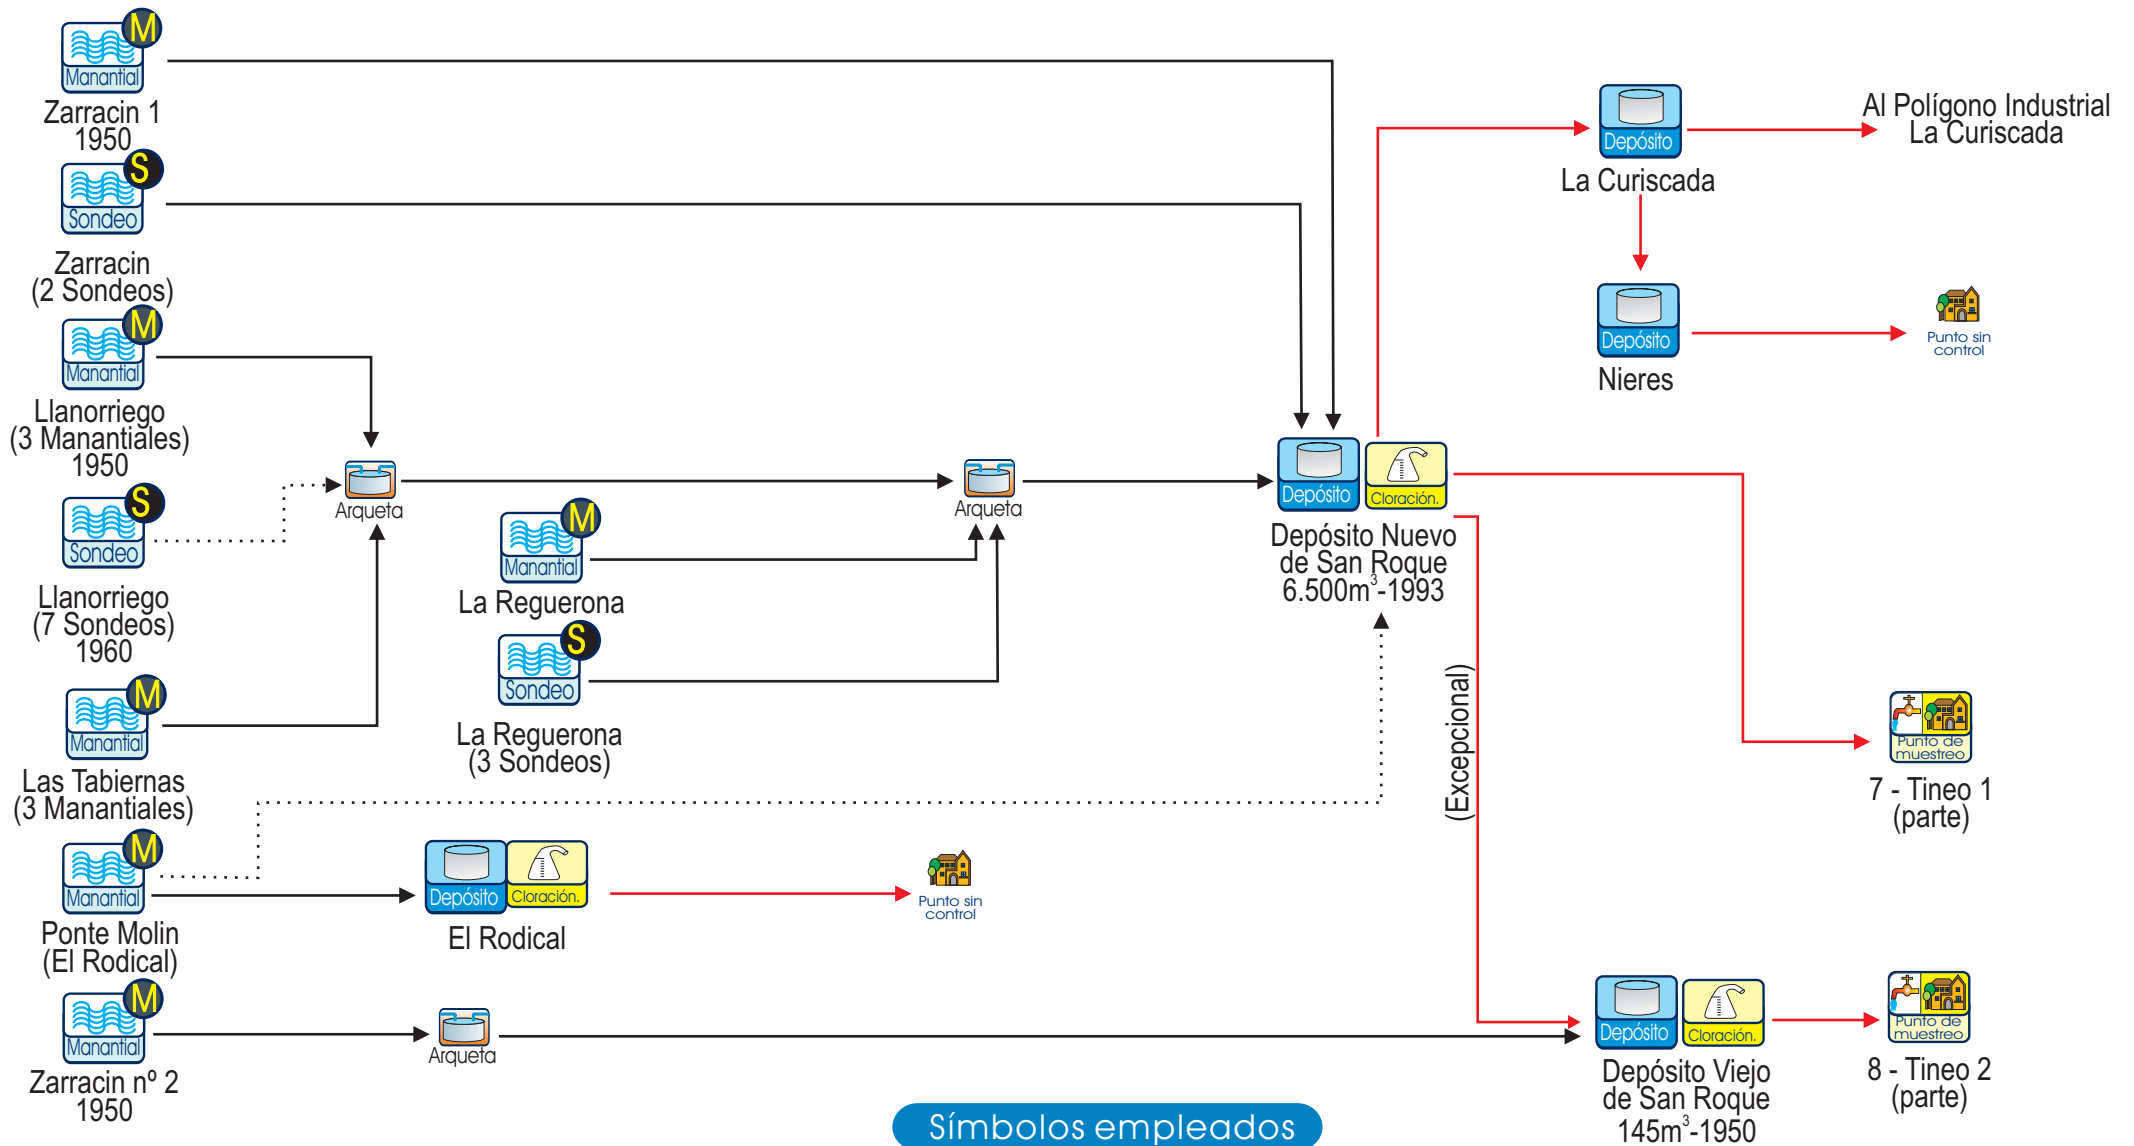 M
Manantial
Zarracin 1
1950
S
Sondeo
Zarracin
(2 Sondeos)
M
Manantial
Llanorriego
(3 Manantiales)
1950
S
Sondeo
Llanorriego
(7 Sondeos)
1960
M
Manantial
Las Tabiernas
(3 Manantiales)
M
Manantial
Ponte Molin
(El Rodical)
M
Manantial
Zarracin nº 2
1950
Arqueta
M
Manantial
La Reguerona
S
Sondeo
La Reguerona
(3 Sondeos)
Depósito
Cloración.
El Rodical
Punto sin
control
Arqueta
Arqueta
Depósito
Cloración.
Depósito Nuevo
de San Roque
6.500m³-1993
(Excepcional)
Depósito
La Curiscada
Al Polígono Industrial
La Curiscada
Depósito
Nieres
Punto sin
control
Punto de
muestreo
7 - Tineo 1
(parte)
Depósito
Cloración.
Depósito Viejo
de San Roque
145m³-1950
Punto de
muestreo
8 - Tineo 2
(parte)
Símbolos empleados